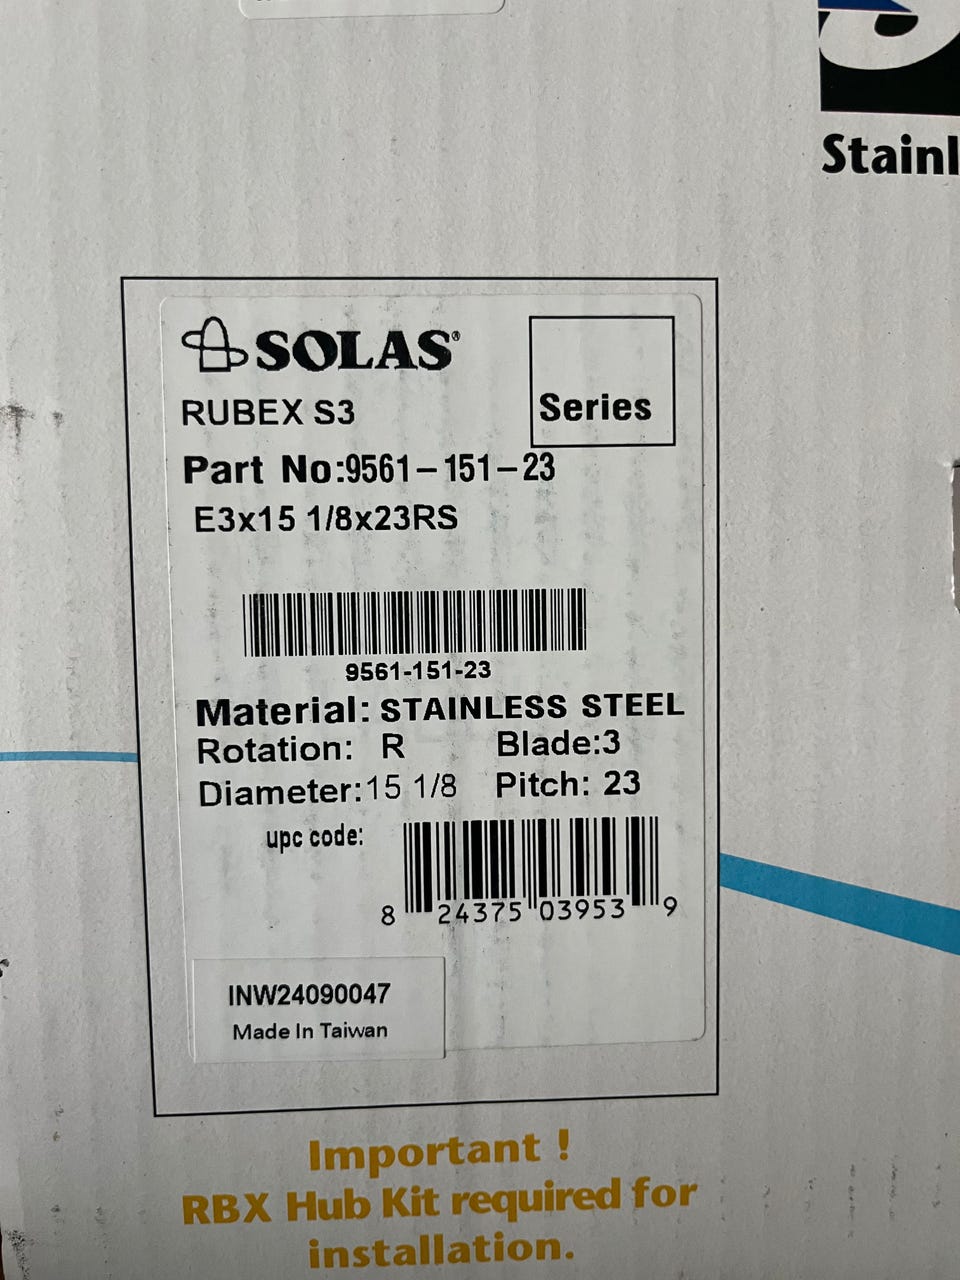 Stainl
SOLAS®
RUBEX S3
Series
Part No:9561-151-23
E3x15 1/8x23RS
9561-151-23
Material: STAINLESS STEEL
Rotation: R Blade:3
Diameter:15 1/8 Pitch: 23
upc code:
8 24375 03953 9
INW24090047
Made In Taiwan
Important !
RBX Hub Kit required for
installation.